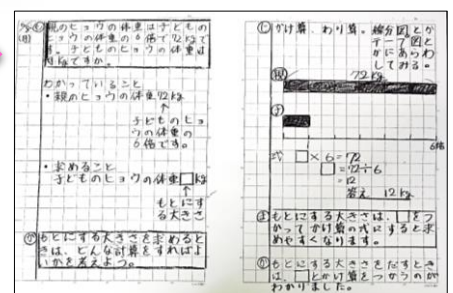 親のヒョウの体重は子どもの
ヒョウの体重の6倍で72kgで
す。子どものヒョウの体重は
何kgですか。
わかっていること
・親のヒョウの体重72kg
↑
子どものヒョ
ウの体重の
6倍です。
・求めること
子どものヒョウの体重□kg
↑
もとにす
る大きさ
もとにする大きさを求めると
きは、どんな計算をすればよ
いかを考えよう。
かけ算、わり算。線分図とか
テープ図と
かにあらわ
してみる。
72kg
親
子
6倍
式 □×6=72
□=72÷6
=12
答え 12kg
もとにする大きさは、□をつ
かってかけ算の式にすると求
めやすくなります。
もとにする大きさをだすとき
は、□とかけ算をつかうのが
わかりました。